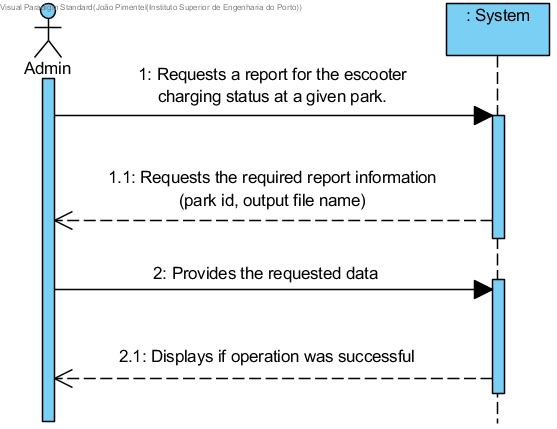 Visual Paradigm Standard(João Pimentel(Instituto Superior de Engenharia do Porto))
: System
Admin
1: Requests a report for the escooter
charging status at a given park.
1.1: Requests the required report information
(park id, output file name)
2: Provides the requested data
2.1: Displays if operation was successful